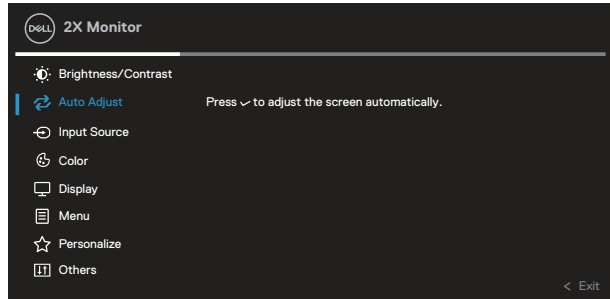 DELL 2X Monitor
Brightness/Contrast
Auto Adjust Press ✓ to adjust the screen automatically.
Input Source
Color
Display
Menu
Personalize
Others
< Exit